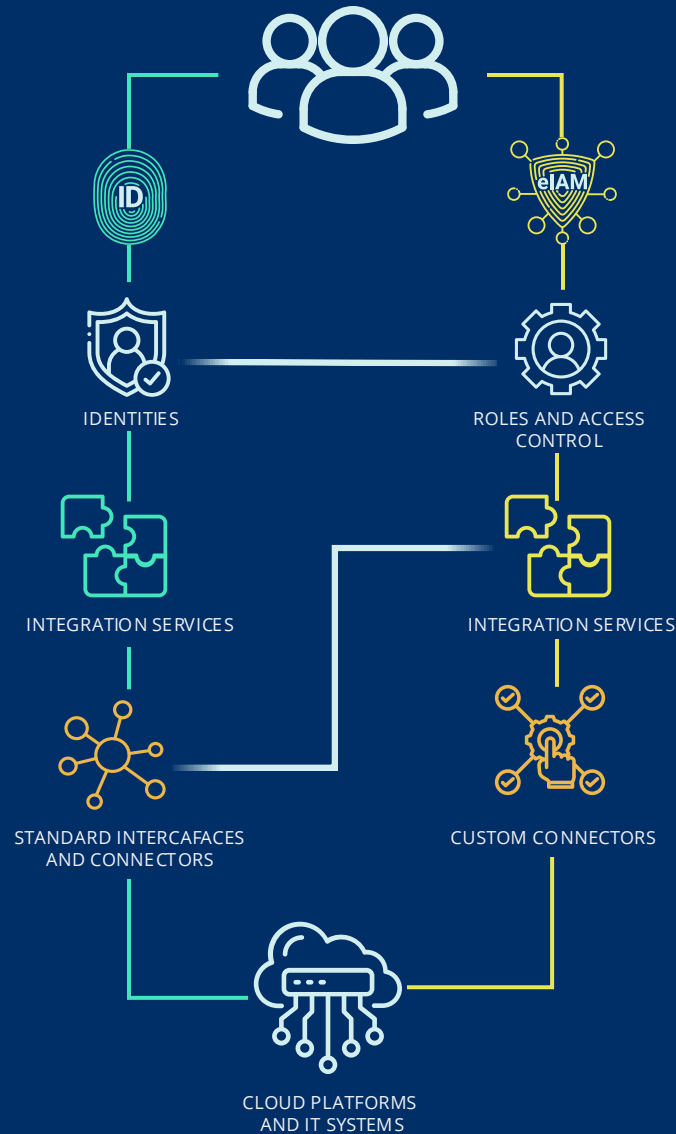 ID
eIAM
IDENTITIES
ROLES AND ACCESS
CONTROL
INTEGRATION SERVICES
INTEGRATION SERVICES
STANDARD INTERCAFACES
AND CONNECTORS
CUSTOM CONNECTORS
CLOUD PLATFORMS
AND IT SYSTEMS